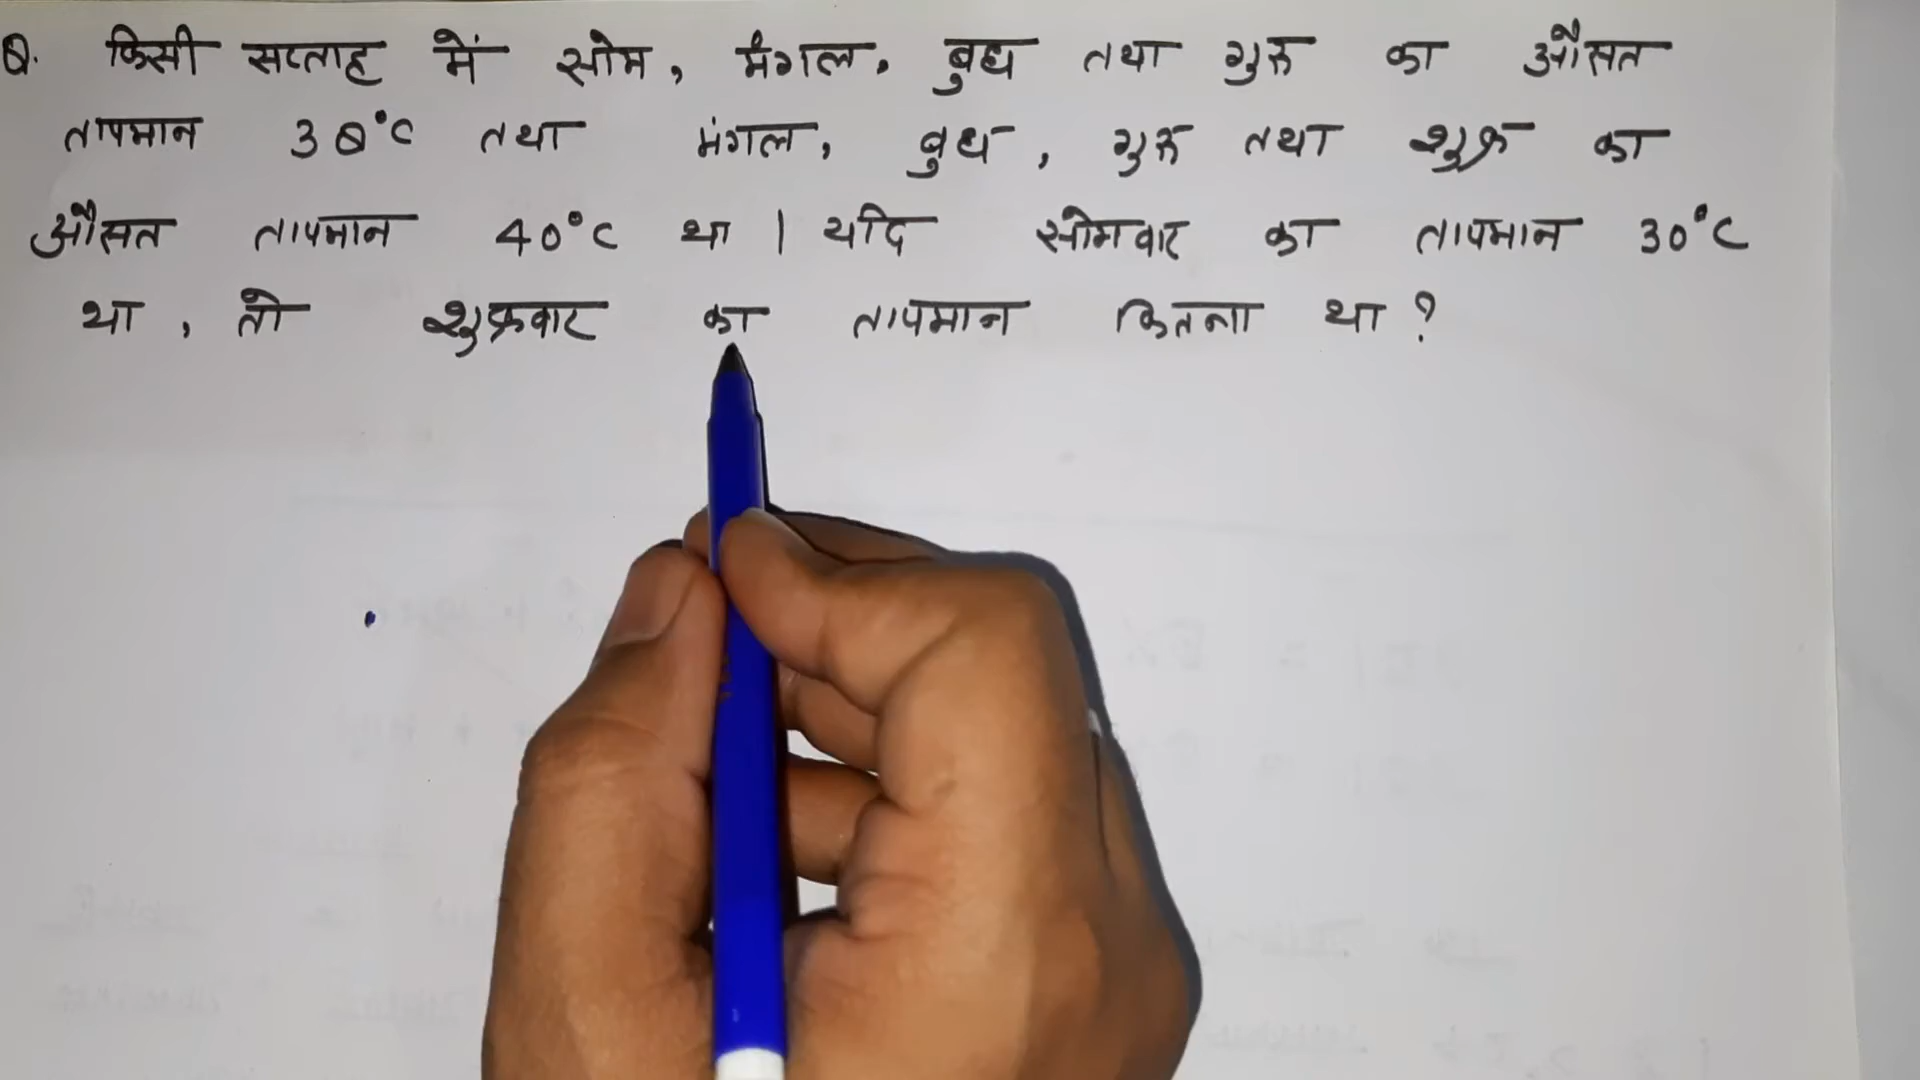 Q. किसी सप्ताह में सोम, मंगल, बुध तथा गुरु का औसत
तापमान 38°C तथा मंगल, बुध, गुरु तथा शुक्र का
औसत तापमान 40°C था | यदि सोमवार का तापमान 30°C
था, तो शुक्रवार का तापमान कितना था ?